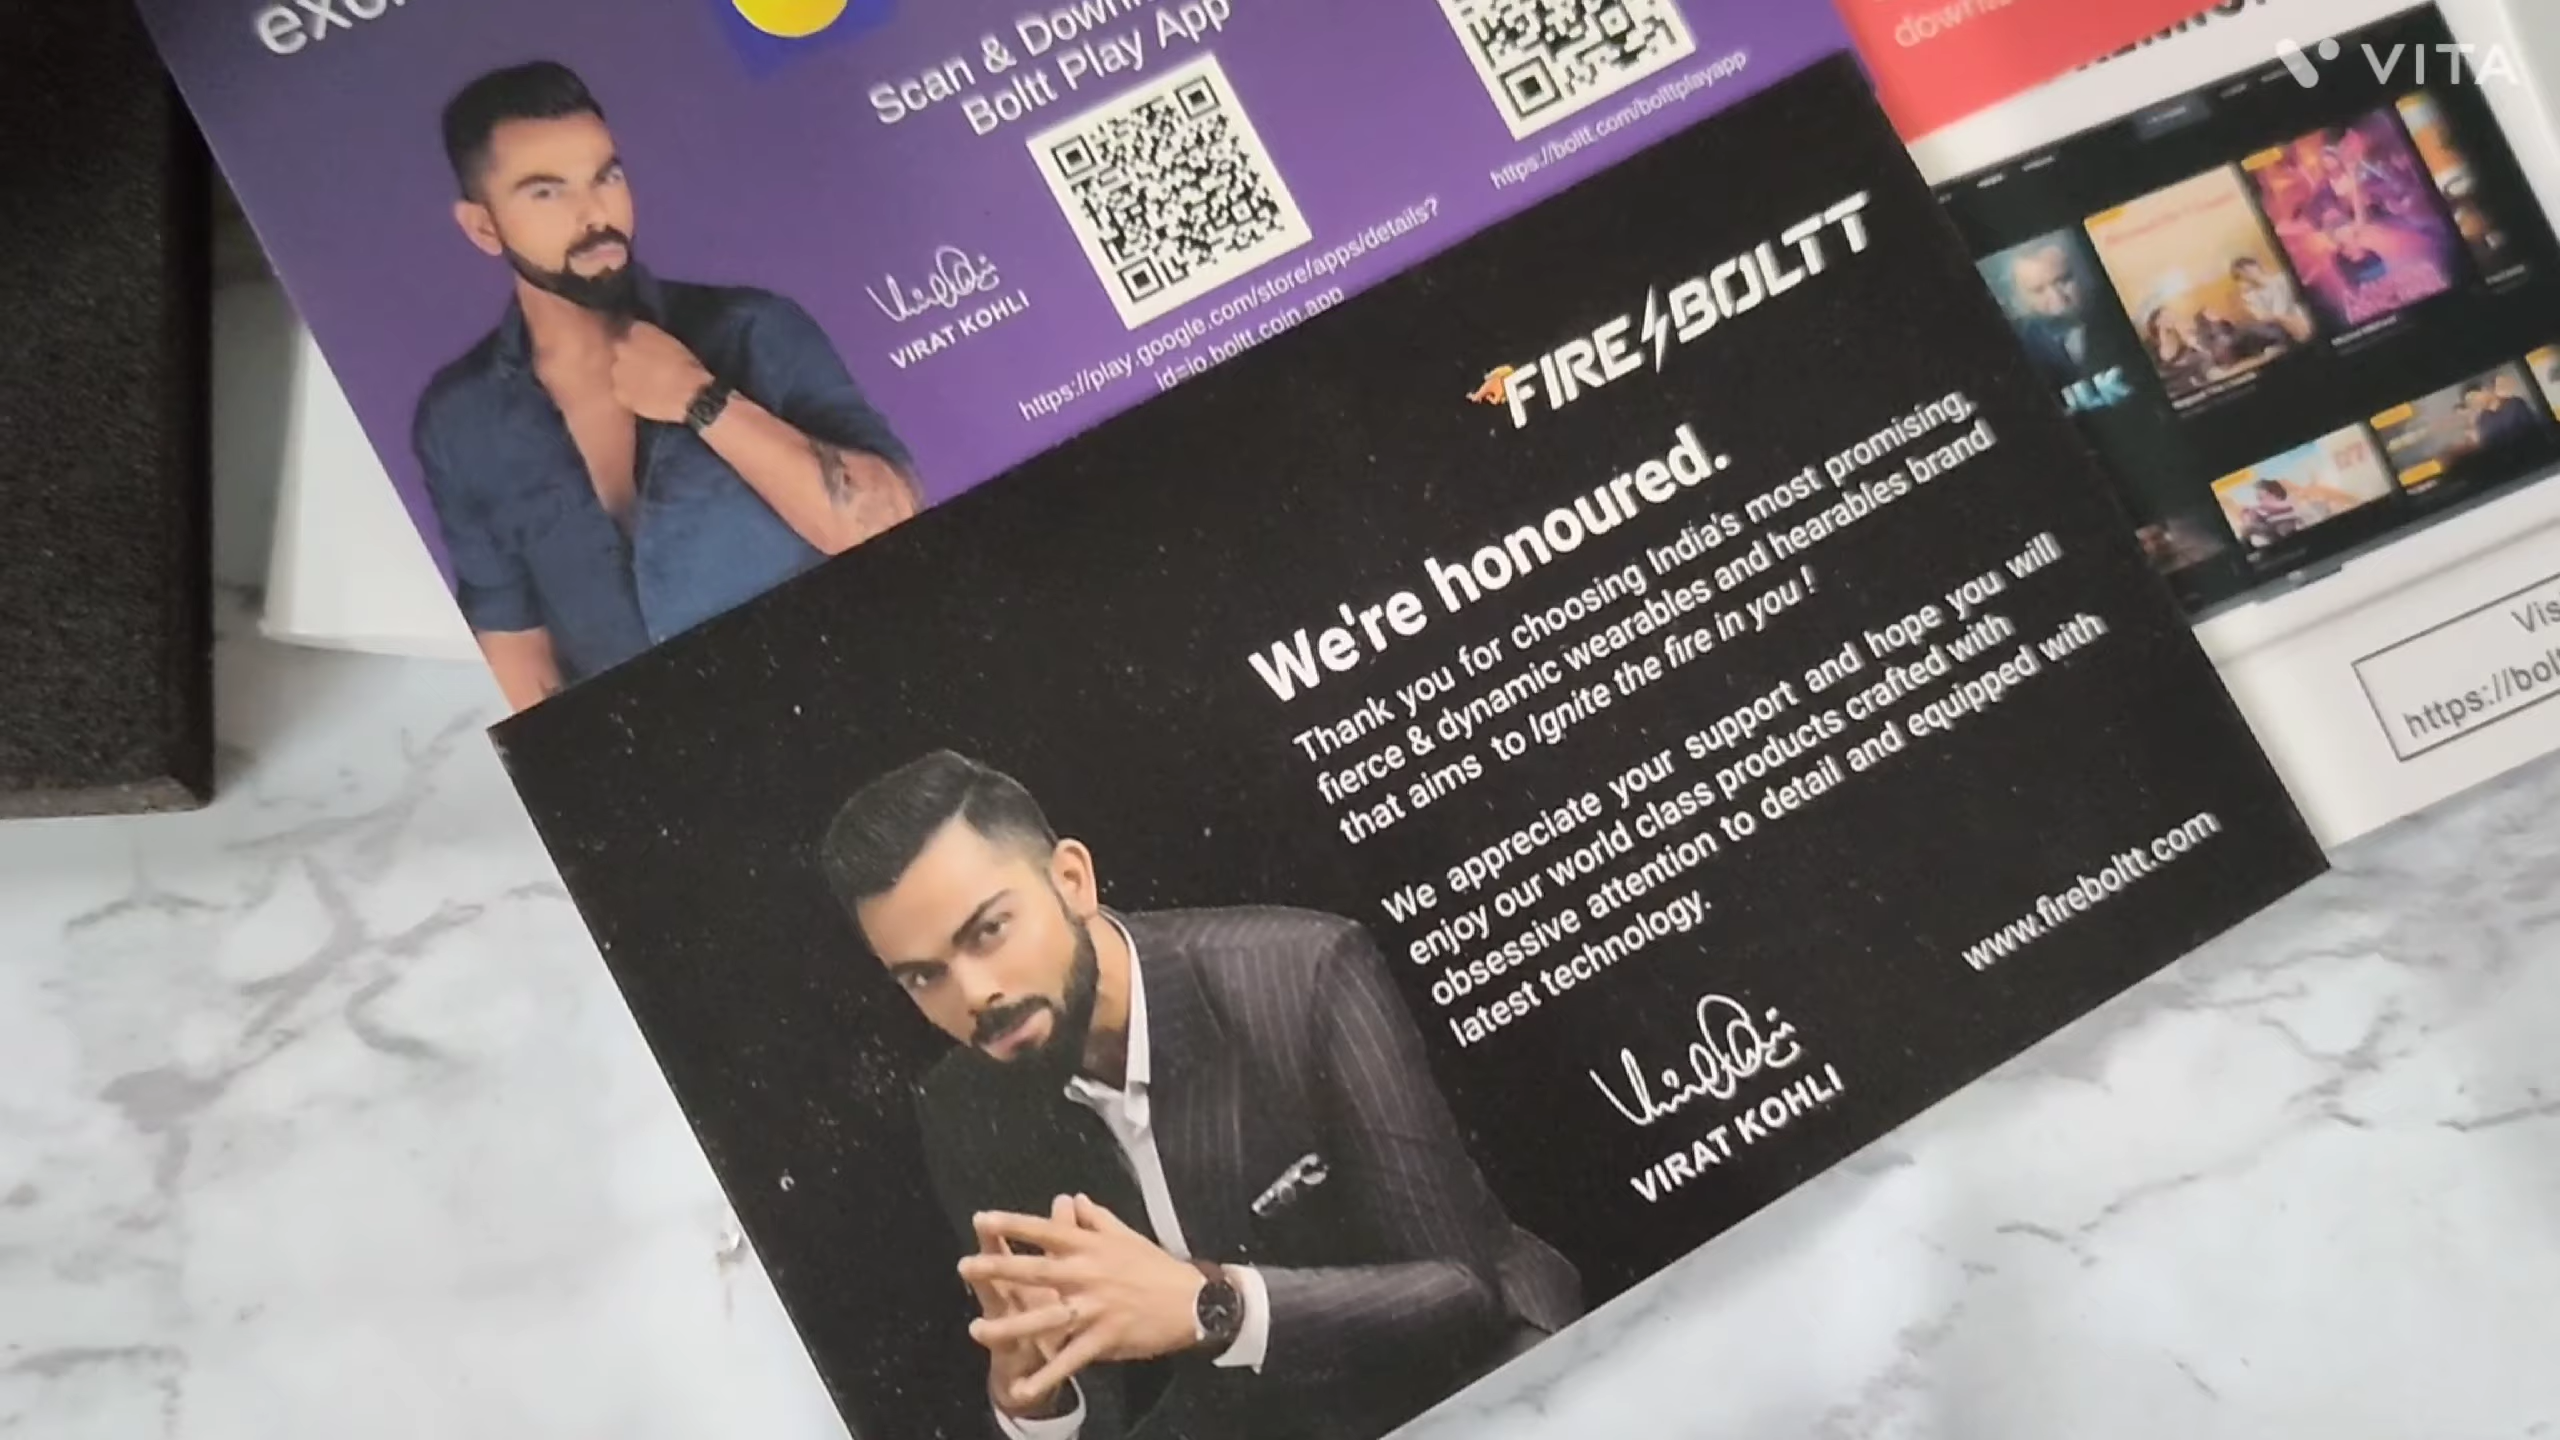 Scan &
Boltt Play App
VIRAT KOHLI
https://play.google.com/store/apps/details?
id=io.boltt.coin.app
https://boltt.com/bolttplayapp
VITA
FIRE BOLTT
We're honoured.
Thank you for choosing India's most promising,
fierce & dynamic wearables and hearables brand
that aims to Ignite the fire in you !
We appreciate your support and hope you will
enjoy our world class products crafted with
obsessive attention to detail and equipped with
latest technology.
www.fireboltt.com
VIRAT KOHLI
https://bol